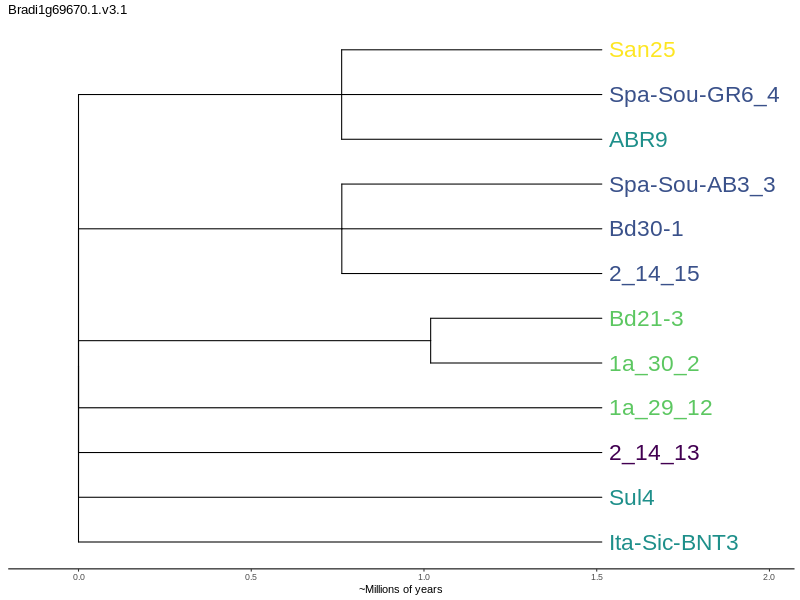 Bradi1g69670.1.v3.1
San25
Spa-Sou-GR6_4
ABR9
Spa-Sou-AB3_3
Bd30-1
2_14_15
Bd21-3
1a_30_2
1a_29_12
2_14_13
Sul4
Ita-Sic-BNT3
0.0 0.5 1.0 1.5 2.0
~Millions of years